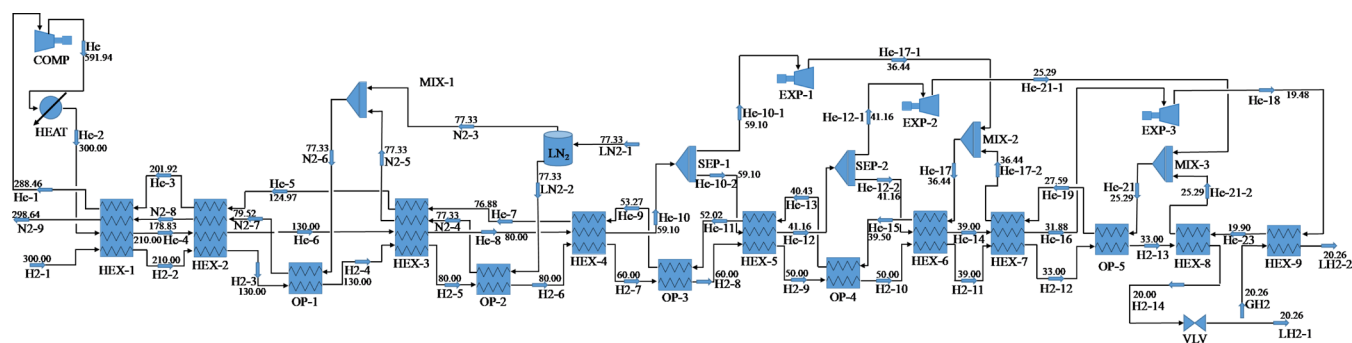 He
591.94
COMP
HEAT
He-2
300.00
288.46
He-1
298.64
N2-9
300.00
H2-1
HEX-1
201.92
He-3
N2-8
178.83
He-4
210.00
210.00
H2-2
HEX-2
He-5
124.97
79.52
N2-7
H2-3
130.00
130.00
He-6
OP-1
H2-4
130.00
77.33
N2-6
MIX-1
77.33
N2-5
77.33
N2-3
LN2
77.33
LN2-1
77.33
LN2-2
HEX-3
76.88
He-7
77.33
N2-4
He-8
80.00
80.00
H2-5
OP-2
80.00
H2-6
HEX-4
53.27
He-9
He-10
59.10
60.00
H2-7
OP-3
SEP-1
He-10-1
59.10
59.10
He-10-2
52.02
He-11
60.00
H2-8
HEX-5
EXP-1
He-17-1
36.44
40.43
He-13
41.16
He-12
50.00
H2-9
OP-4
SEP-2
He-12-1
41.16
He-12-2
41.16
He-15
39.50
50.00
H2-10
HEX-6
EXP-2
25.29
He-21-1
MIX-2
He-17
36.44
36.44
He-17-2
39.00
He-14
39.00
H2-11
HEX-7
27.59
He-19
31.88
He-16
33.00
H2-12
EXP-3
He-18
19.48
MIX-3
He-21
25.29
25.29
He-21-2
OP-5
33.00
H2-13
HEX-8
19.90
He-23
HEX-9
20.26
LH2-2
20.00
H2-14
20.26
GH2
VLV
20.26
LH2-1